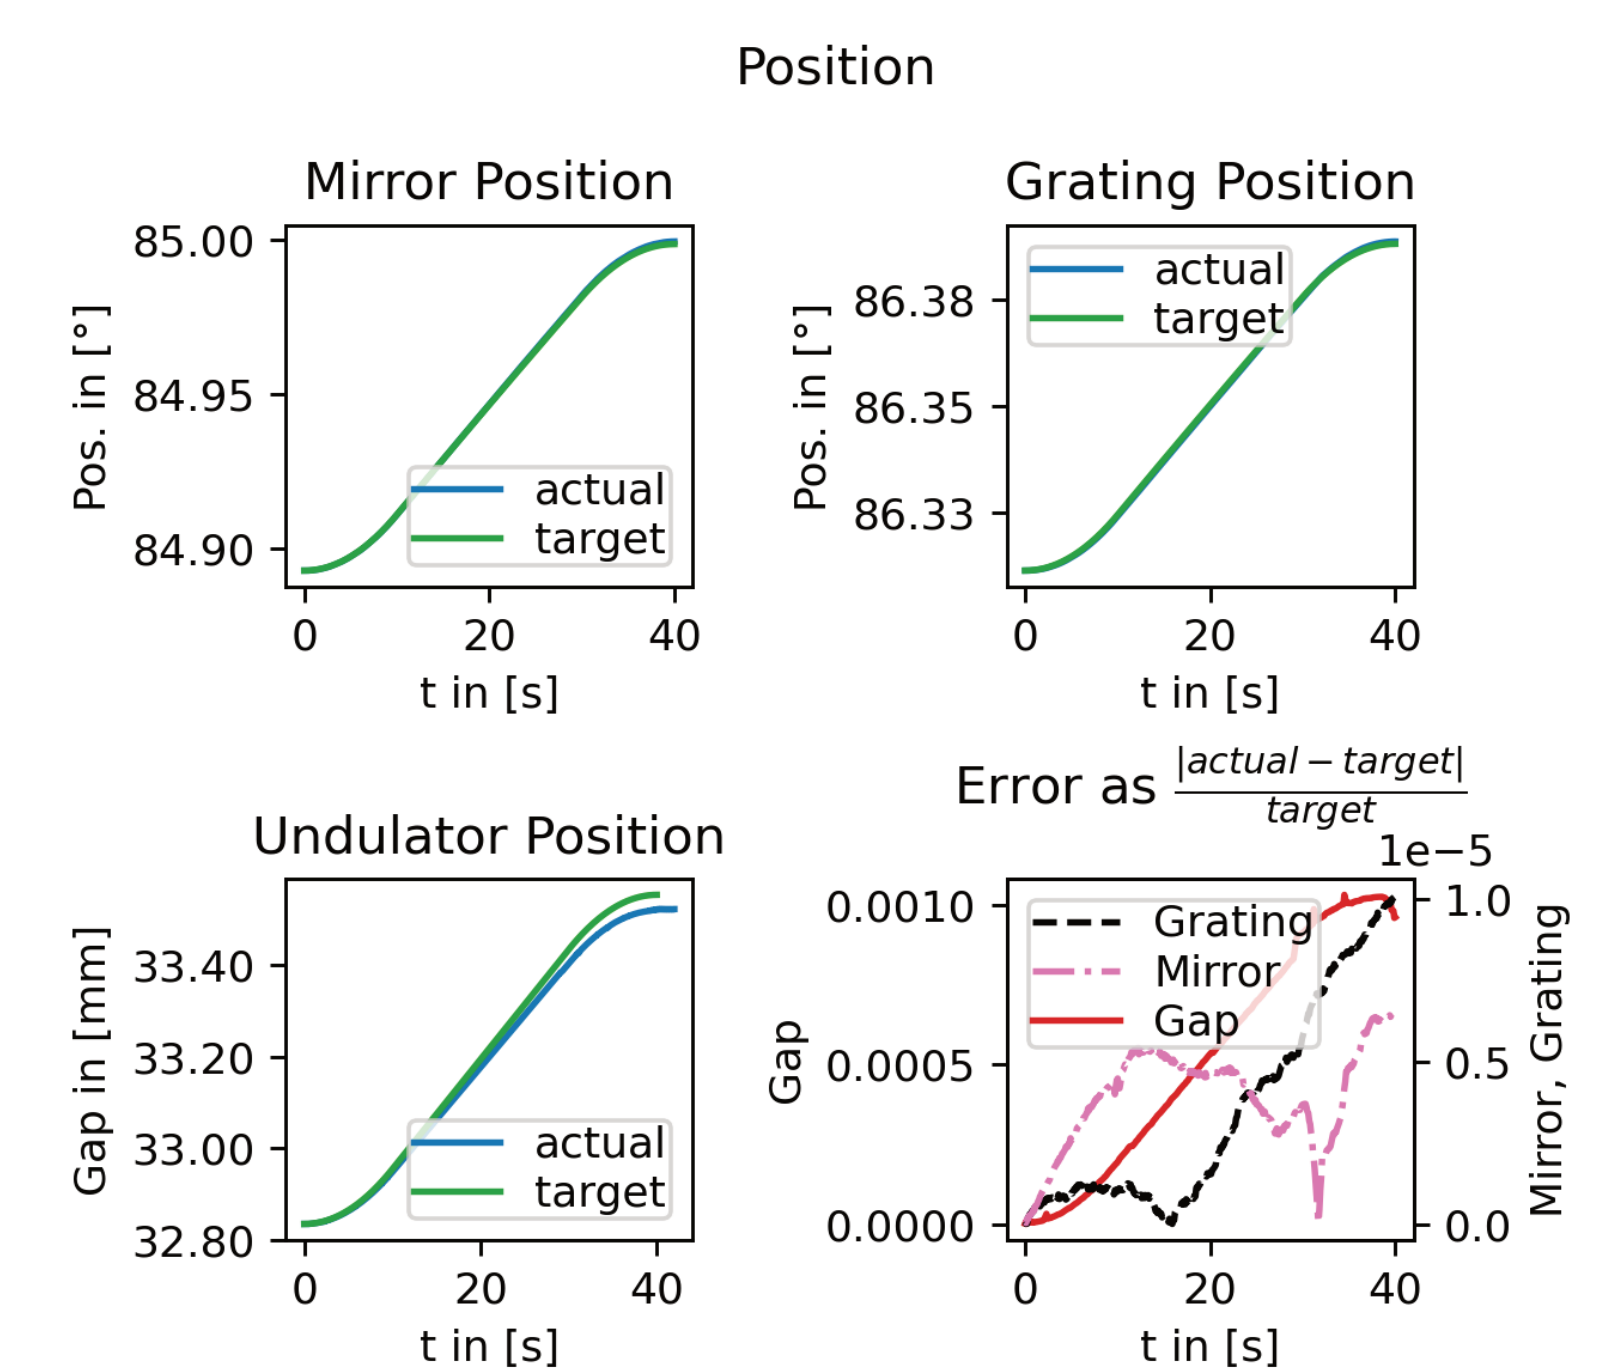 Position
Mirror Position
85.00
84.95
84.90
Pos. in [°]
actual
target
0 20 40
t in [s]
Grating Position
86.38
86.35
86.33
Pos. in [°]
actual
target
0 20 40
t in [s]
Undulator Position
33.40
33.20
33.00
32.80
Gap in [mm]
actual
target
0 20 40
t in [s]
Error as |actual − target| / target
1e−5
0.0010
0.0005
0.0000
Gap
Grating
Mirror
Gap
1.0
0.5
0.0
Mirror, Grating
0 20 40
t in [s]